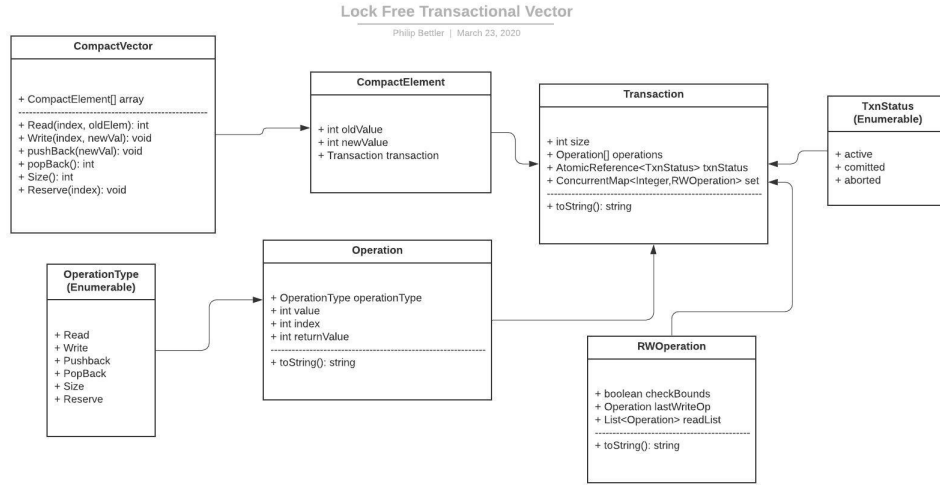 Lock Free Transactional Vector
Philip Bettler | March 23, 2020
CompactVector
+ CompactElement[] array
+ Read(index, oldElem): int
+ Write(index, newVal): void
+ pushBack(newVal): void
+ popBack(): int
+ Size(): int
+ Reserve(index): void
CompactElement
+ int oldValue
+ int newValue
+ Transaction transaction
Transaction
+ int size
+ Operation[] operations
+ AtomicReference<TxnStatus> txnStatus
+ ConcurrentMap<Integer,RWOperation> set
+ toString(): string
TxnStatus
(Enumerable)
+ active
+ comitted
+ aborted
OperationType
(Enumerable)
+ Read
+ Write
+ Pushback
+ PopBack
+ Size
+ Reserve
Operation
+ OperationType operationType
+ int value
+ int index
+ int returnValue
+ toString(): string
RWOperation
+ boolean checkBounds
+ Operation lastWriteOp
+ List<Operation> readList
+ toString(): string